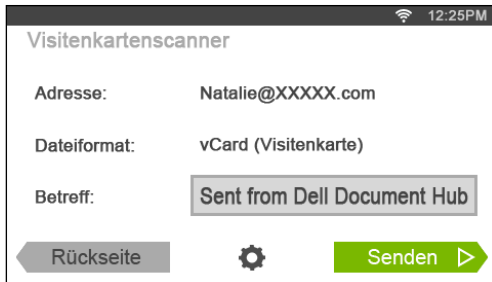 12:25PM
Visitenkartenscanner
Adresse: Natalie@XXXXX.com
Dateiformat: vCard (Visitenkarte)
Betreff: Sent from Dell Document Hub
Rückseite Senden